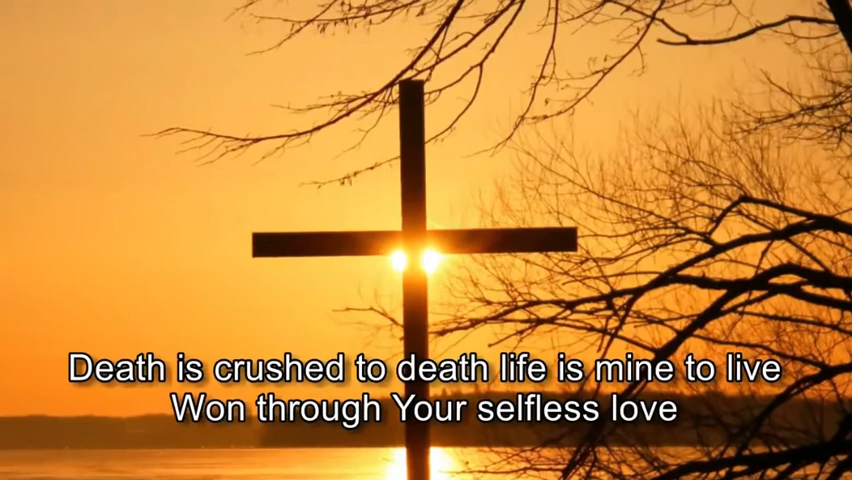 Death is crushed to death life is mine to live
Won through Your selfless love